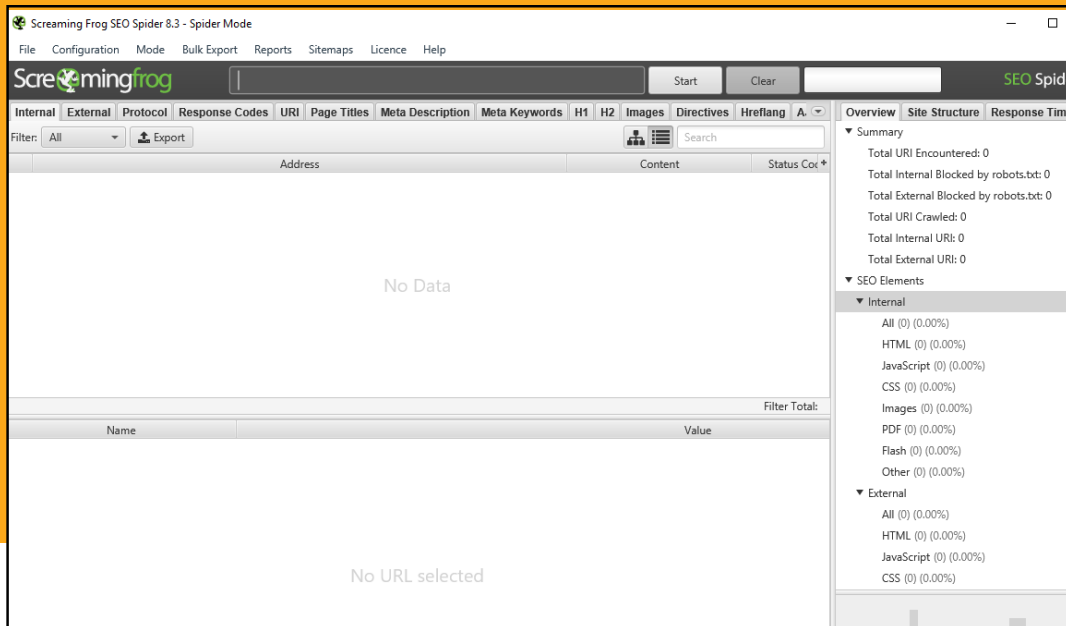 Screaming Frog SEO Spider 8.3 - Spider Mode
File Configuration Mode Bulk Export Reports Sitemaps Licence Help
Screamingfrog Start Clear SEO Spid
Internal External Protocol Response Codes URI Page Titles Meta Description Meta Keywords H1 H2 Images Directives Hreflang A. Overview Site Structure Response Tim
Filter: All Export Search
Address Content Status Coc
No Data
Filter Total:
Name Value
No URL selected
Summary
Total URI Encountered: 0
Total Internal Blocked by robots.txt: 0
Total External Blocked by robots.txt: 0
Total URI Crawled: 0
Total Internal URI: 0
Total External URI: 0
SEO Elements
Internal
All (0) (0.00%)
HTML (0) (0.00%)
JavaScript (0) (0.00%)
CSS (0) (0.00%)
Images (0) (0.00%)
PDF (0) (0.00%)
Flash (0) (0.00%)
Other (0) (0.00%)
External
All (0) (0.00%)
HTML (0) (0.00%)
JavaScript (0) (0.00%)
CSS (0) (0.00%)